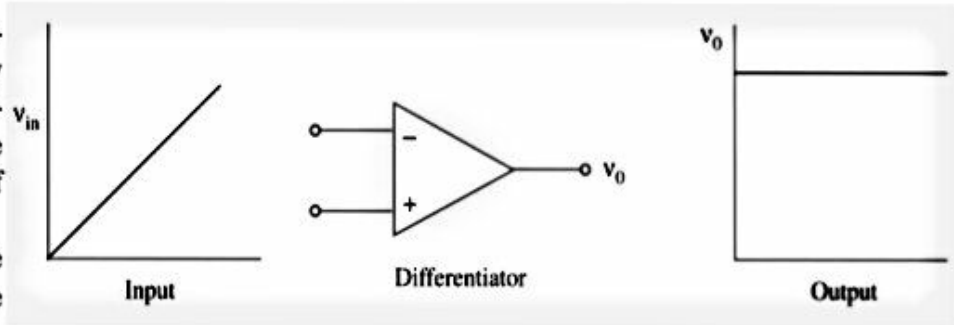 v₀
vᵢₙ
−
+
v₀
Differentiator
Input
Output